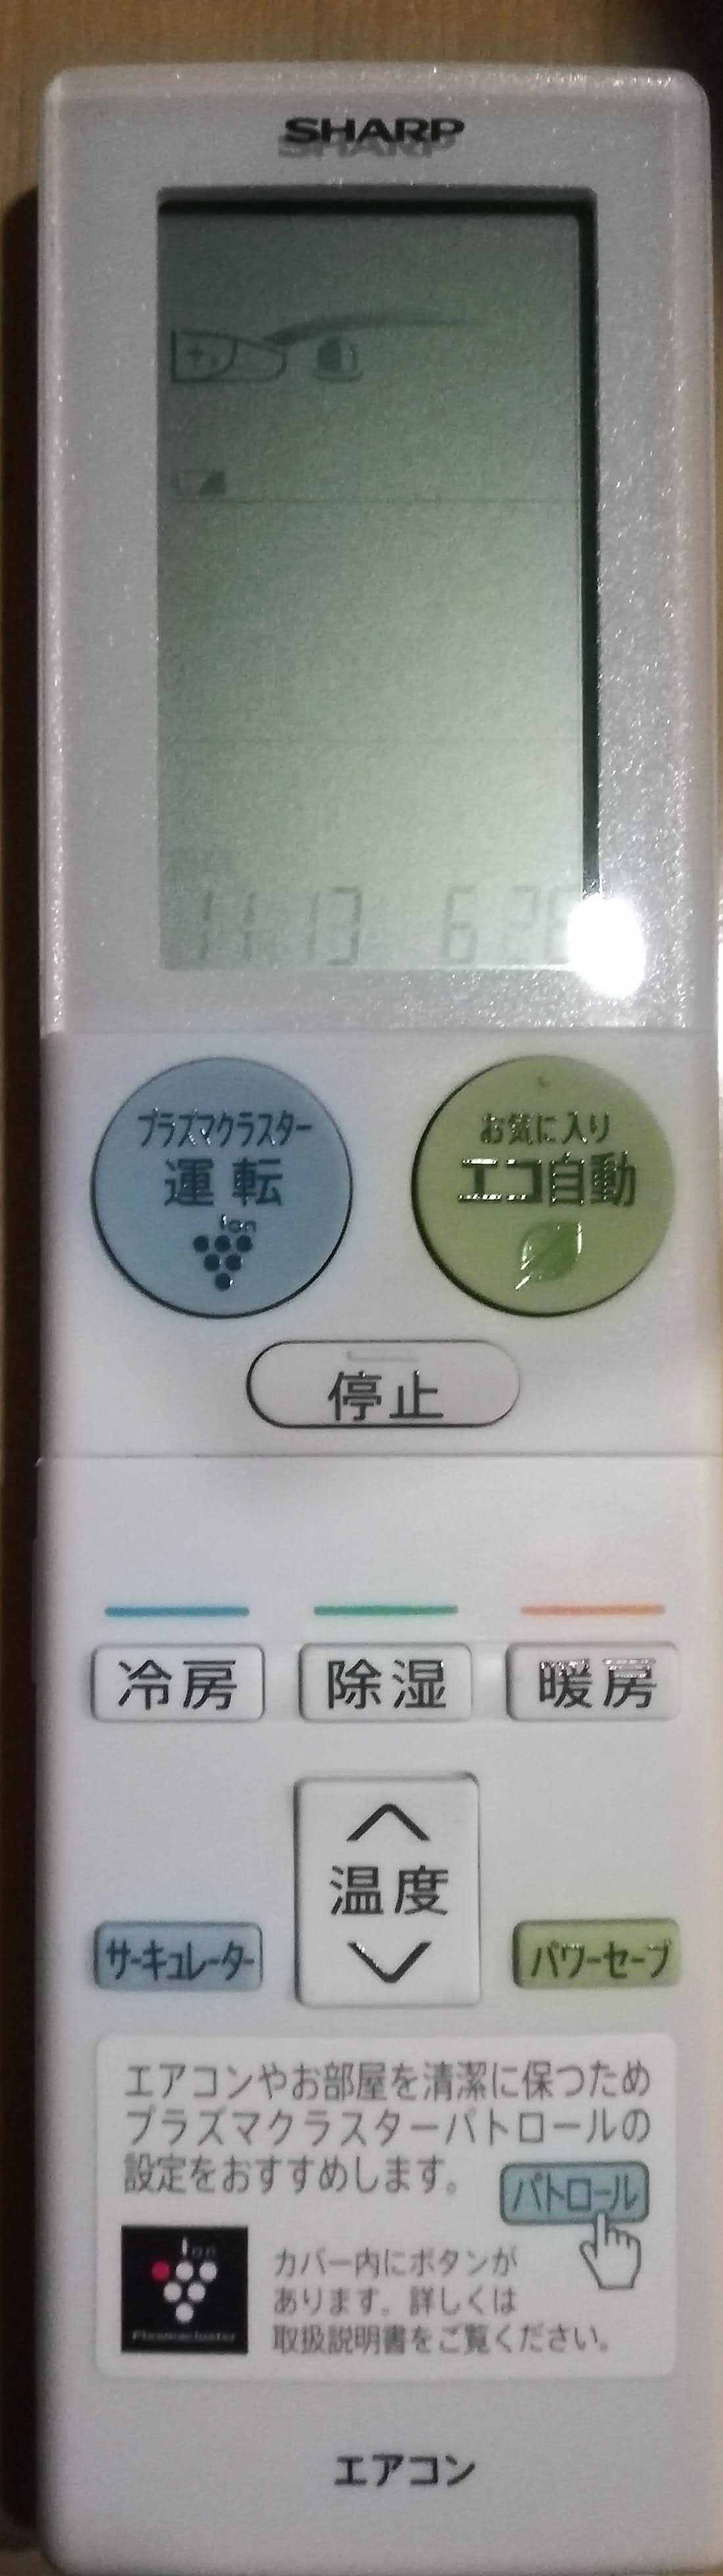 SHARP
11:13 6 26
プラズマクラスター
運転
ion
お気に入り
エコ自動
停止
冷房
除湿
暖房
温度
サーキュレーター
パワーセーブ
エアコンやお部屋を清潔に保つため
プラズマクラスターパトロールの
設定をおすすめします。
パトロール
Ion
Plasmacluster
カバー内にボタンが
あります。詳しくは
取扱説明書をご覧ください。
エアコン